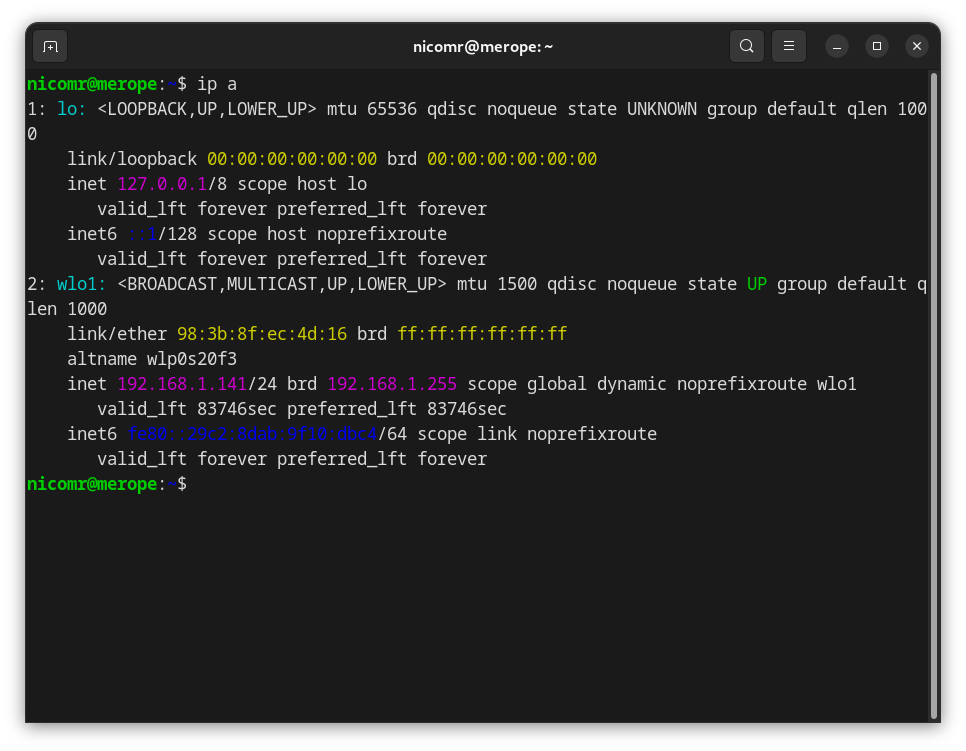 nicomr@merope: ~
nicomr@merope:~$ ip a
1: lo: <LOOPBACK,UP,LOWER_UP> mtu 65536 qdisc noqueue state UNKNOWN group default qlen 100
0
    link/loopback 00:00:00:00:00:00 brd 00:00:00:00:00:00
    inet 127.0.0.1/8 scope host lo
       valid_lft forever preferred_lft forever
    inet6 ::1/128 scope host noprefixroute
       valid_lft forever preferred_lft forever
2: wlo1: <BROADCAST,MULTICAST,UP,LOWER_UP> mtu 1500 qdisc noqueue state UP group default q
len 1000
    link/ether 98:3b:8f:ec:4d:16 brd ff:ff:ff:ff:ff:ff
    altname wlp0s20f3
    inet 192.168.1.141/24 brd 192.168.1.255 scope global dynamic noprefixroute wlo1
       valid_lft 83746sec preferred_lft 83746sec
    inet6 fe80::29c2:8dab:9f10:dbc4/64 scope link noprefixroute
       valid_lft forever preferred_lft forever
nicomr@merope:~$